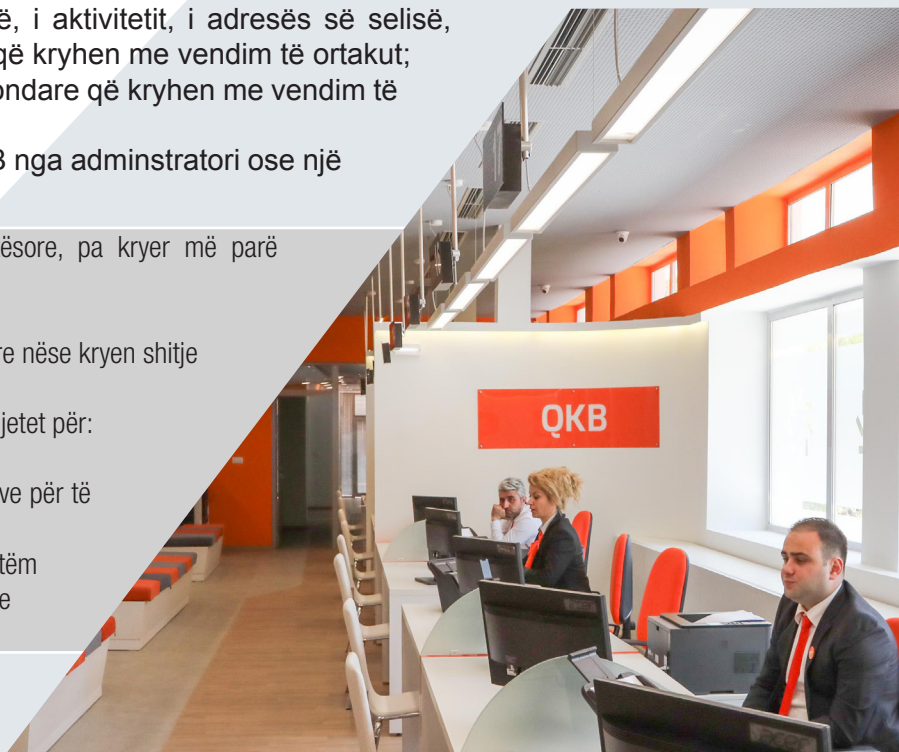 ë, i aktivitetit, i adresës së selisë,
që kryhen me vendim të ortakut;
ondare që kryhen me vendim të
B nga adminstratori ose një
ësore, pa kryer më parë
re nëse kryen shitje
jetet për:
ve për të
tëm
e
QKB